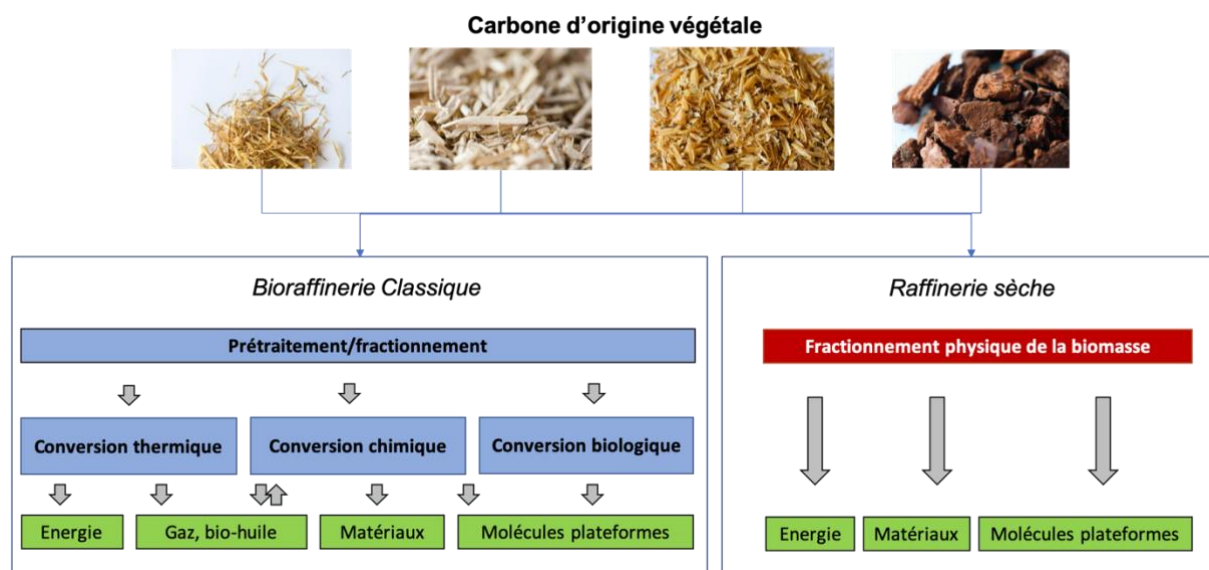 Carbone d'origine végétale
Bioraffinerie Classique
Prétraitement/fractionnement
Conversion thermique
Conversion chimique
Conversion biologique
Energie
Gaz, bio-huile
Matériaux
Molécules plateformes
Raffinerie sèche
Fractionnement physique de la biomasse
Energie
Matériaux
Molécules plateformes